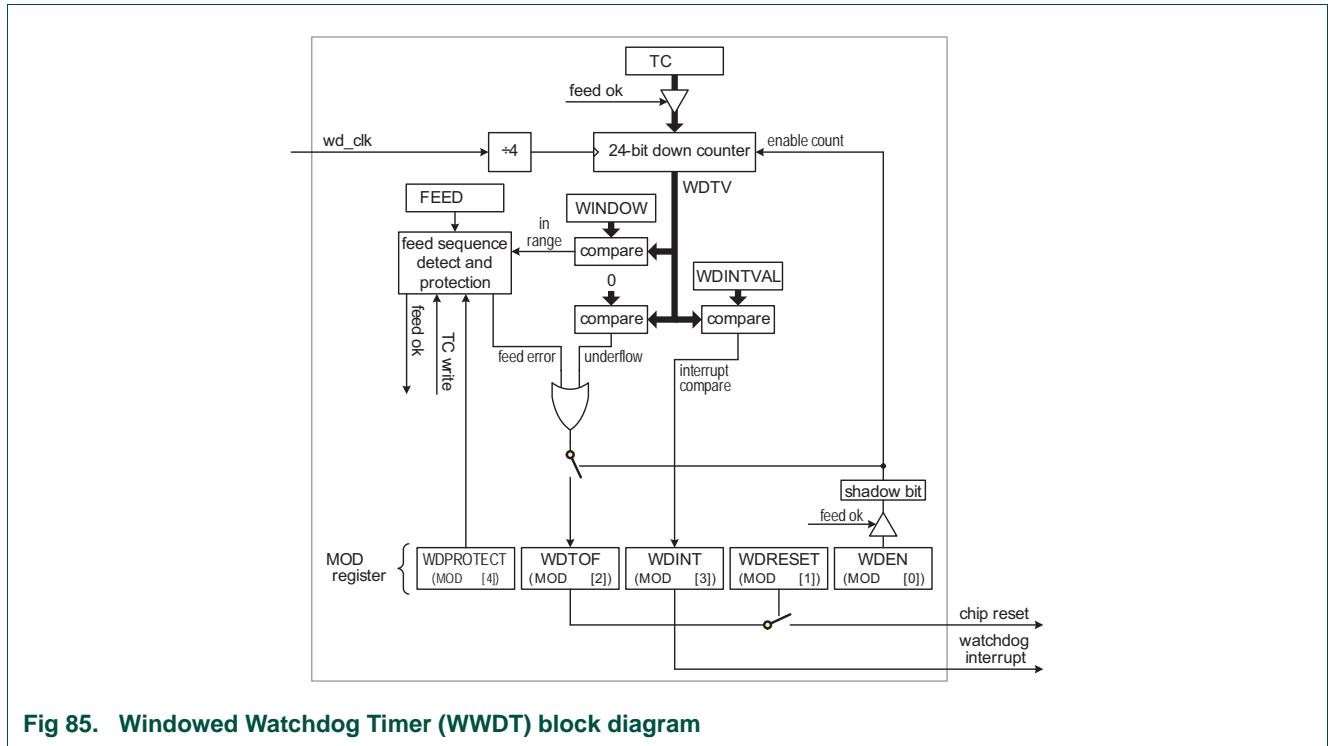 TC
feed ok
wd_clk
÷4
24-bit down counter
enable count
WDTV
FEED
WINDOW
in
range
feed sequence
detect and
protection
compare
WDINTVAL
0
compare
compare
feed ok
TC write
feed error
underflow
interrupt
compare
shadow bit
feed ok
MOD
register
WDPROTECT
(MOD [4])
WDTOF
(MOD [2])
WDINT
(MOD [3])
WDRESET
(MOD [1])
WDEN
(MOD [0])
chip reset
watchdog
interrupt
Fig 85. Windowed Watchdog Timer (WWDT) block diagram